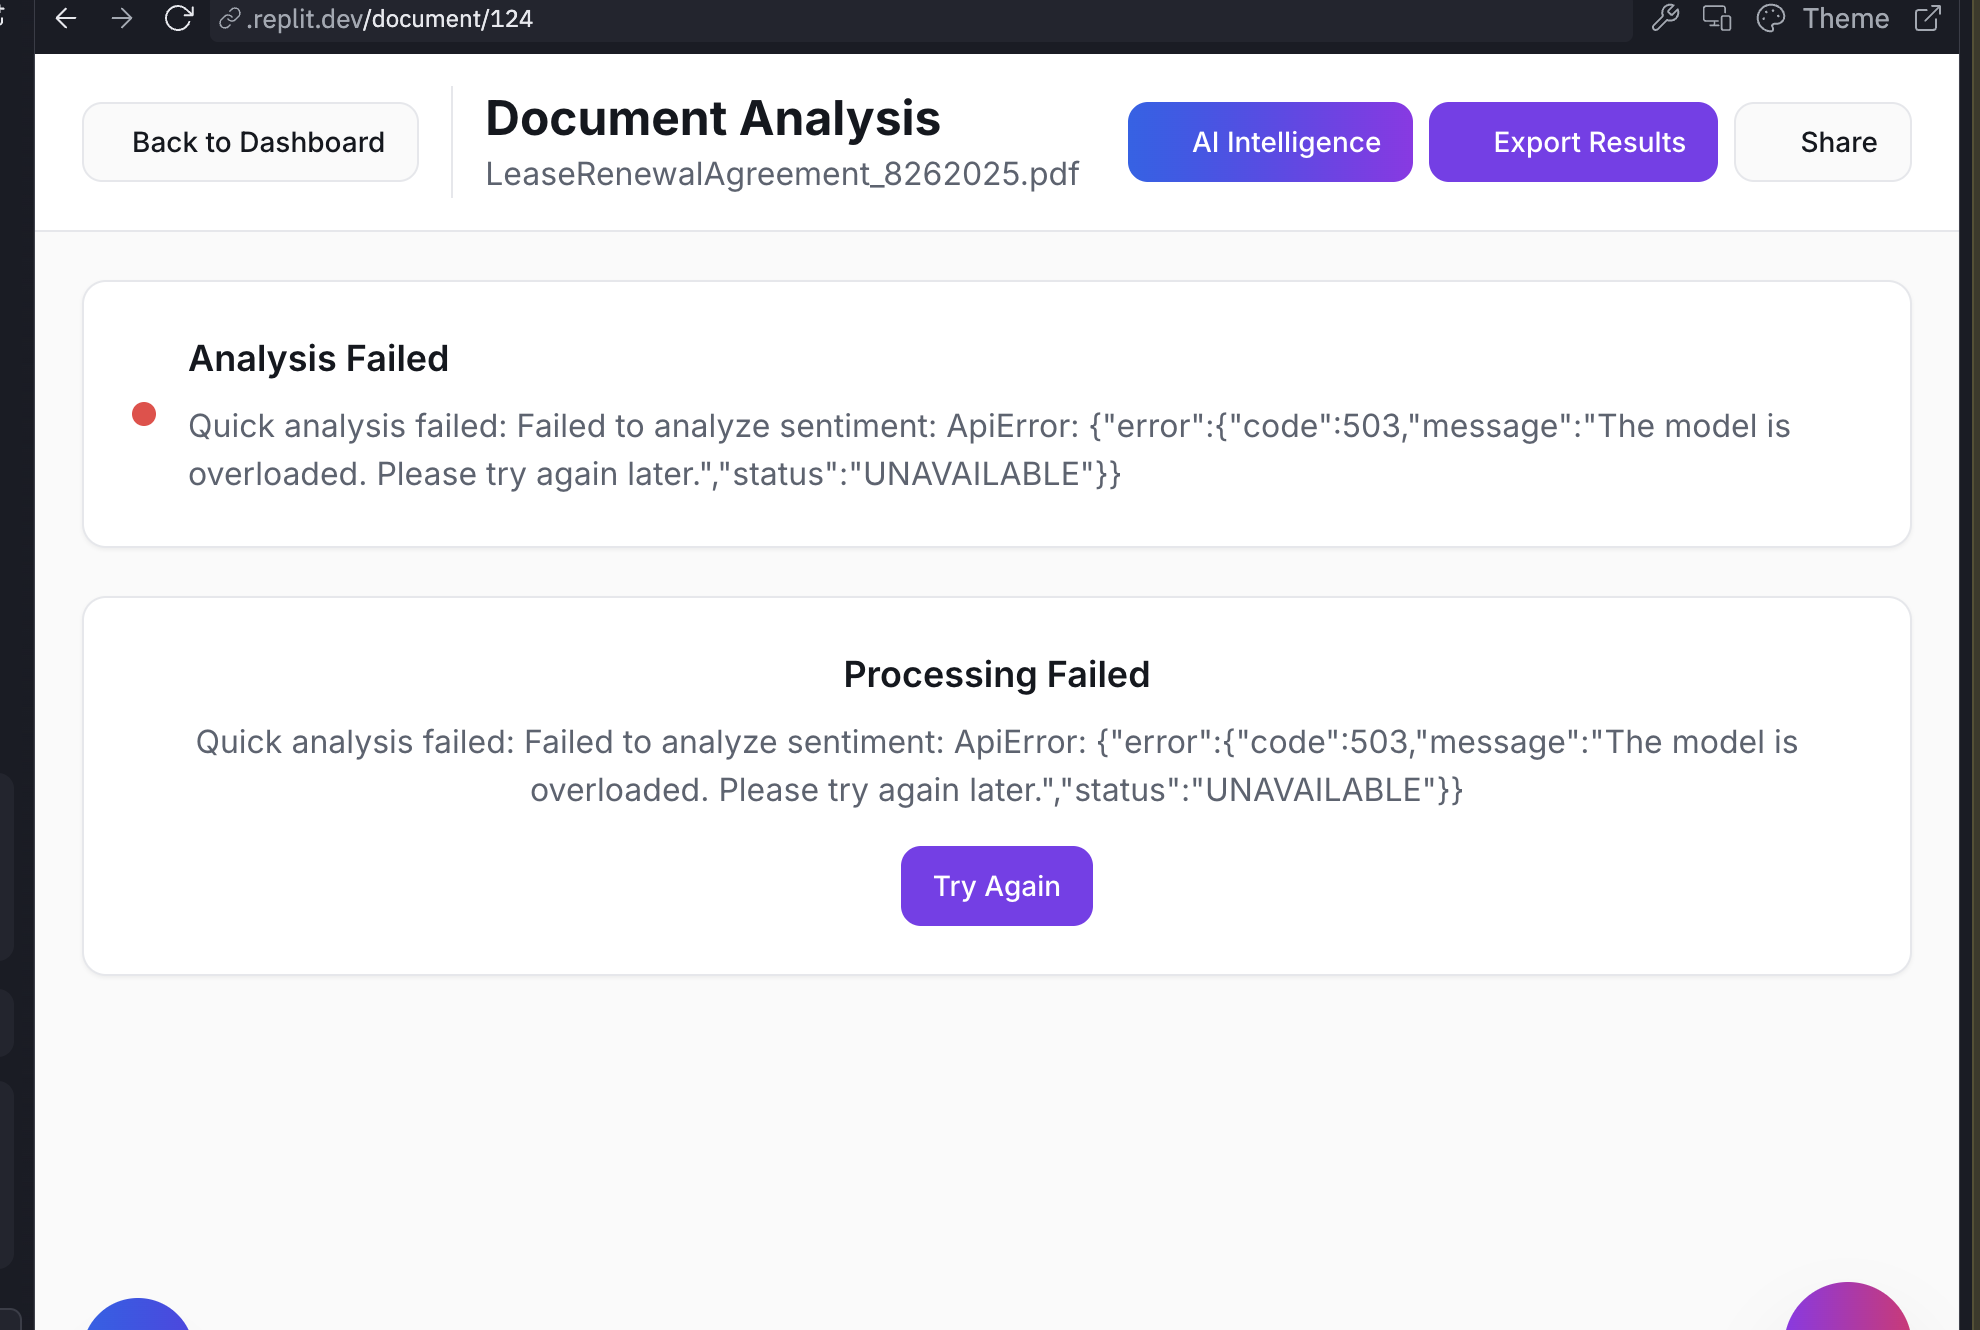 .replit.dev/document/124
Theme
Back to Dashboard
Document Analysis
LeaseRenewalAgreement_8262025.pdf
AI Intelligence
Export Results
Share
Analysis Failed
Quick analysis failed: Failed to analyze sentiment: ApiError: {"error":{"code":503,"message":"The model is
overloaded. Please try again later.","status":"UNAVAILABLE"}}
Processing Failed
Quick analysis failed: Failed to analyze sentiment: ApiError: {"error":{"code":503,"message":"The model is
overloaded. Please try again later.","status":"UNAVAILABLE"}}
Try Again